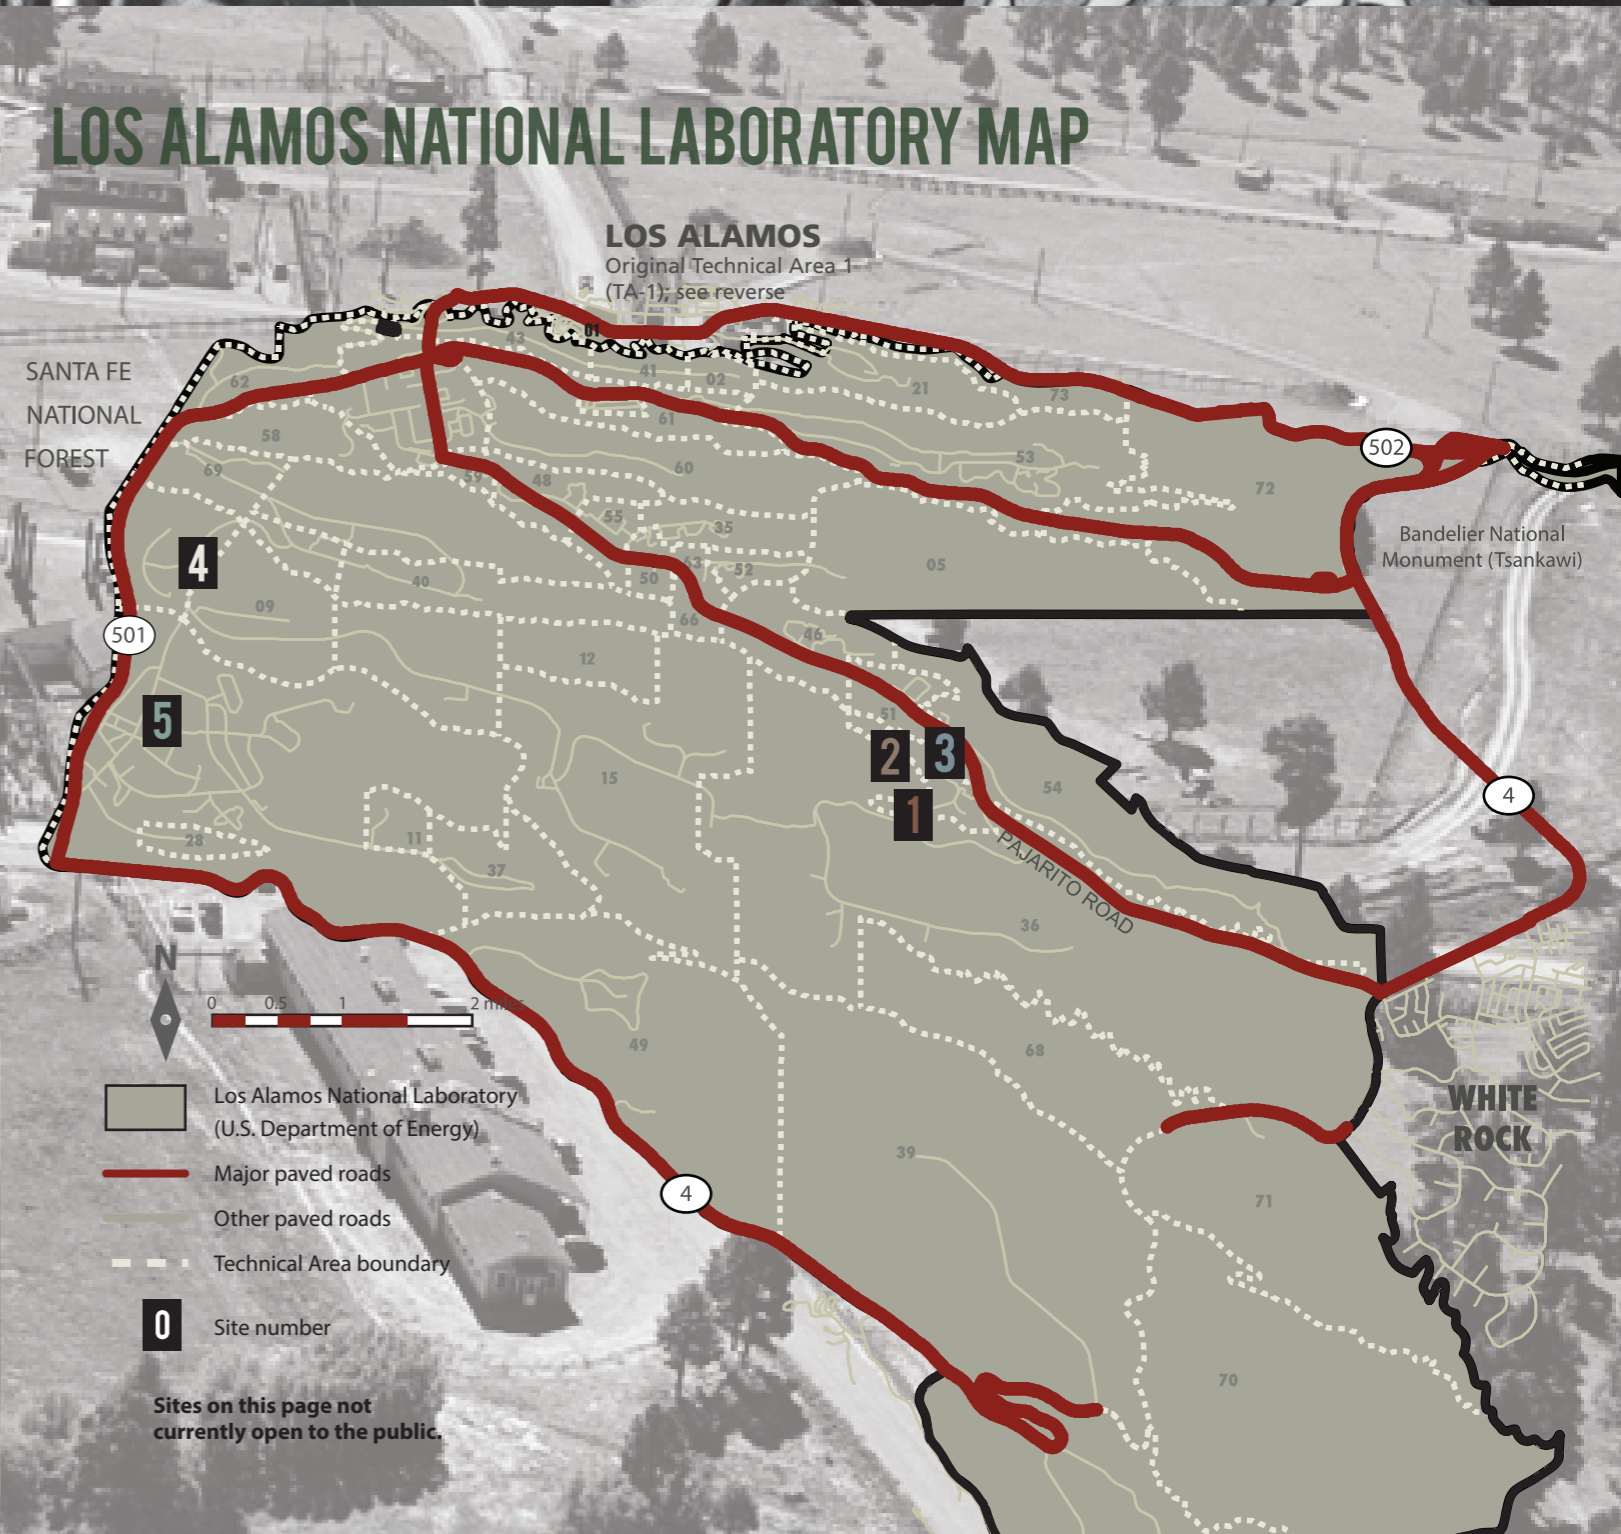 LOS ALAMOS NATIONAL LABORATORY MAP
LOS ALAMOS
Original Technical Area 1
(TA-1); see reverse
01
43
SANTA FE
NATIONAL
FOREST
62
41
02
21
73
58
61
502
69
59
48
60
53
72
55
35
Bandelier National
Monument (Tsankawi)
4
63
52
05
40
50
09
66
501
46
12
5
51
2
3
15
54
4
1
28
11
37
PAJARITO ROAD
36
N
0 0.5 1 2 miles
49
68
Los Alamos National Laboratory
(U.S. Department of Energy)
WHITE
ROCK
39
Major paved roads
4
71
Other paved roads
Technical Area boundary
0
Site number
70
Sites on this page not
currently open to the public.